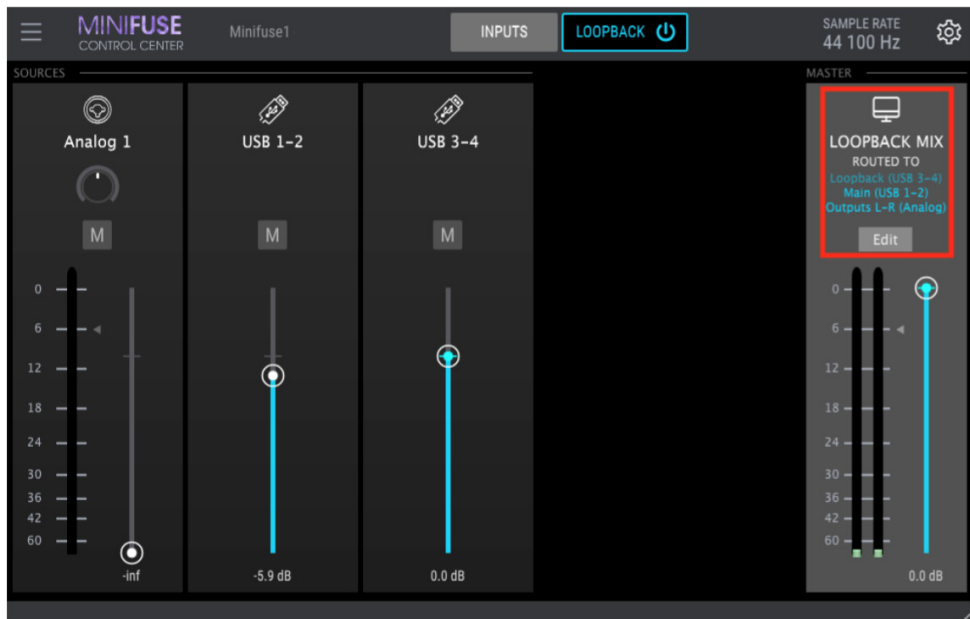 MINIFUSE
CONTROL CENTER
Minifuse1
INPUTS
LOOPBACK
SAMPLE RATE
44 100 Hz
SOURCES
MASTER
Analog 1
USB 1-2
USB 3-4
LOOPBACK MIX
ROUTED TO
Loopback (USB 3-4)
Main (USB 1-2)
Outputs L-R (Analog)
Edit
M
M
M
0
6
12
18
24
30
36
42
60
0
6
12
18
24
30
36
42
60
-inf
-5.9 dB
0.0 dB
0.0 dB